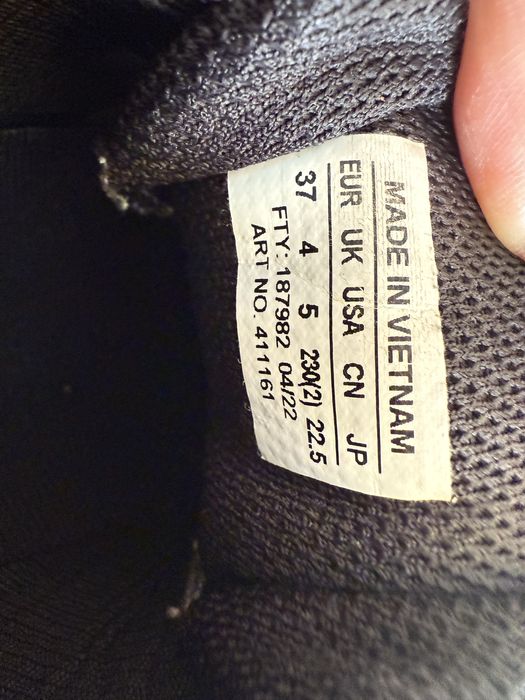 MADE IN VIETNAM
EUR UK USA CN JP
37 4 5 230(2) 22.5
FTY: 187982 04/22
ART NO. 411161